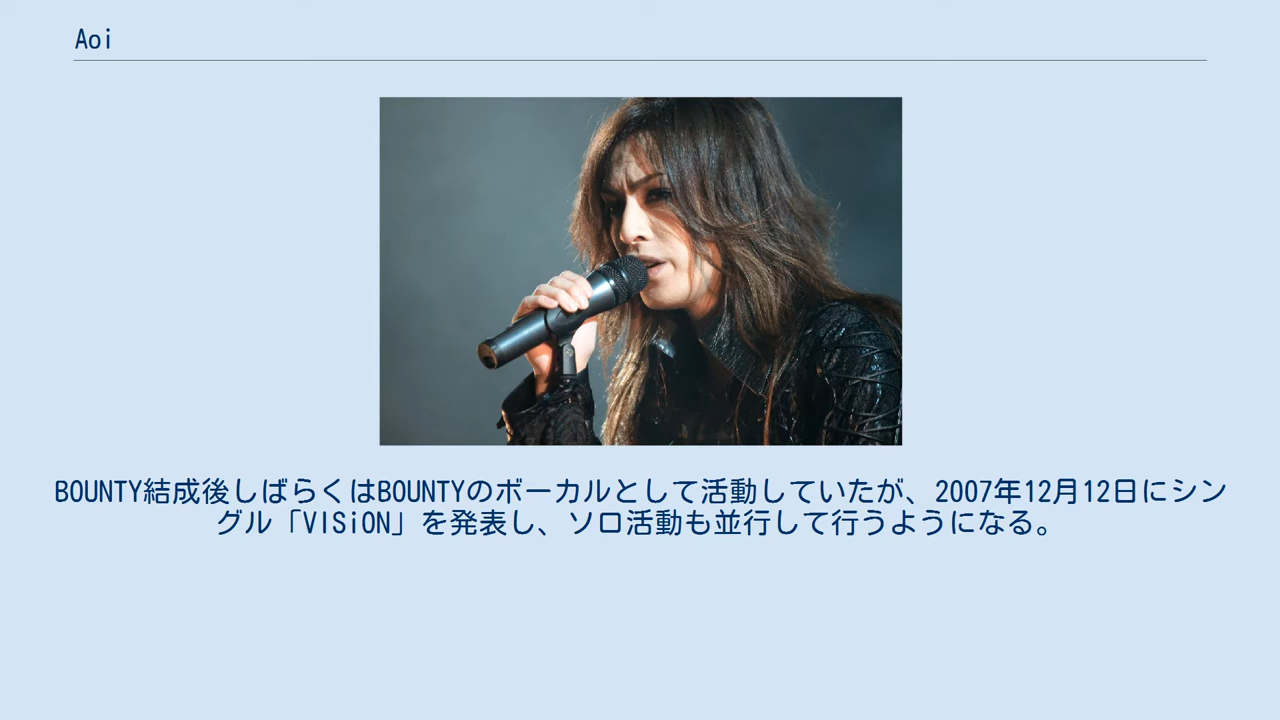 Aoi
BOUNTY結成後しばらくはBOUNTYのボーカルとして活動していたが、2007年12月12日にシン
グル「VISiON」を発表し、ソロ活動も並行して行うようになる。